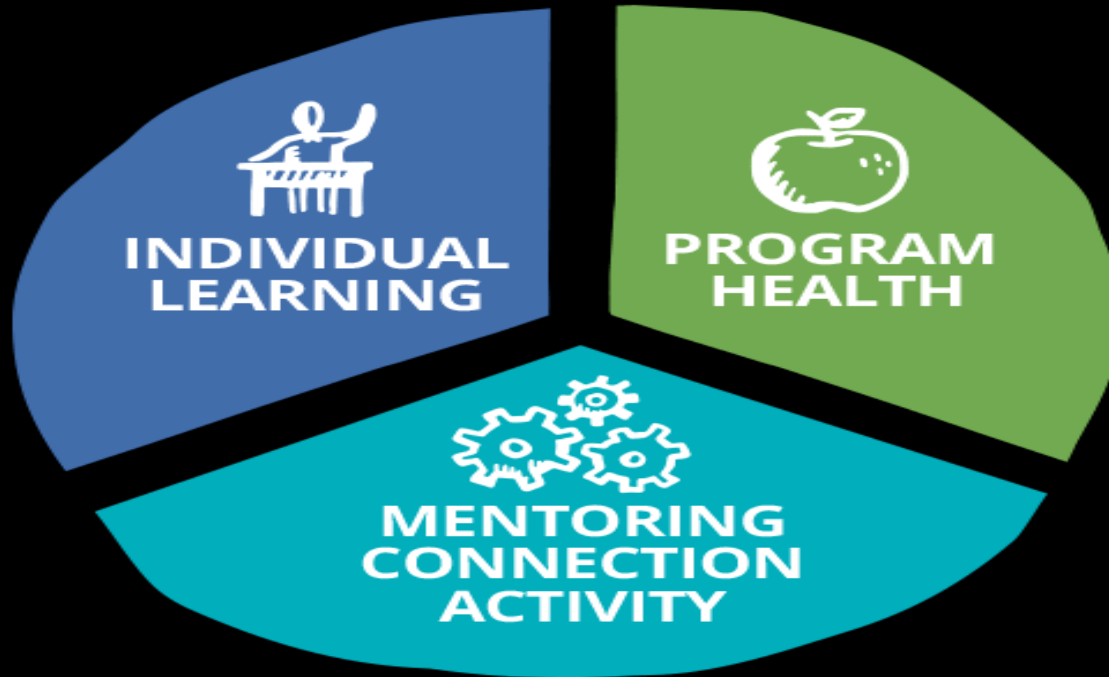 INDIVIDUAL
LEARNING
PROGRAM
HEALTH
MENTORING
CONNECTION
ACTIVITY